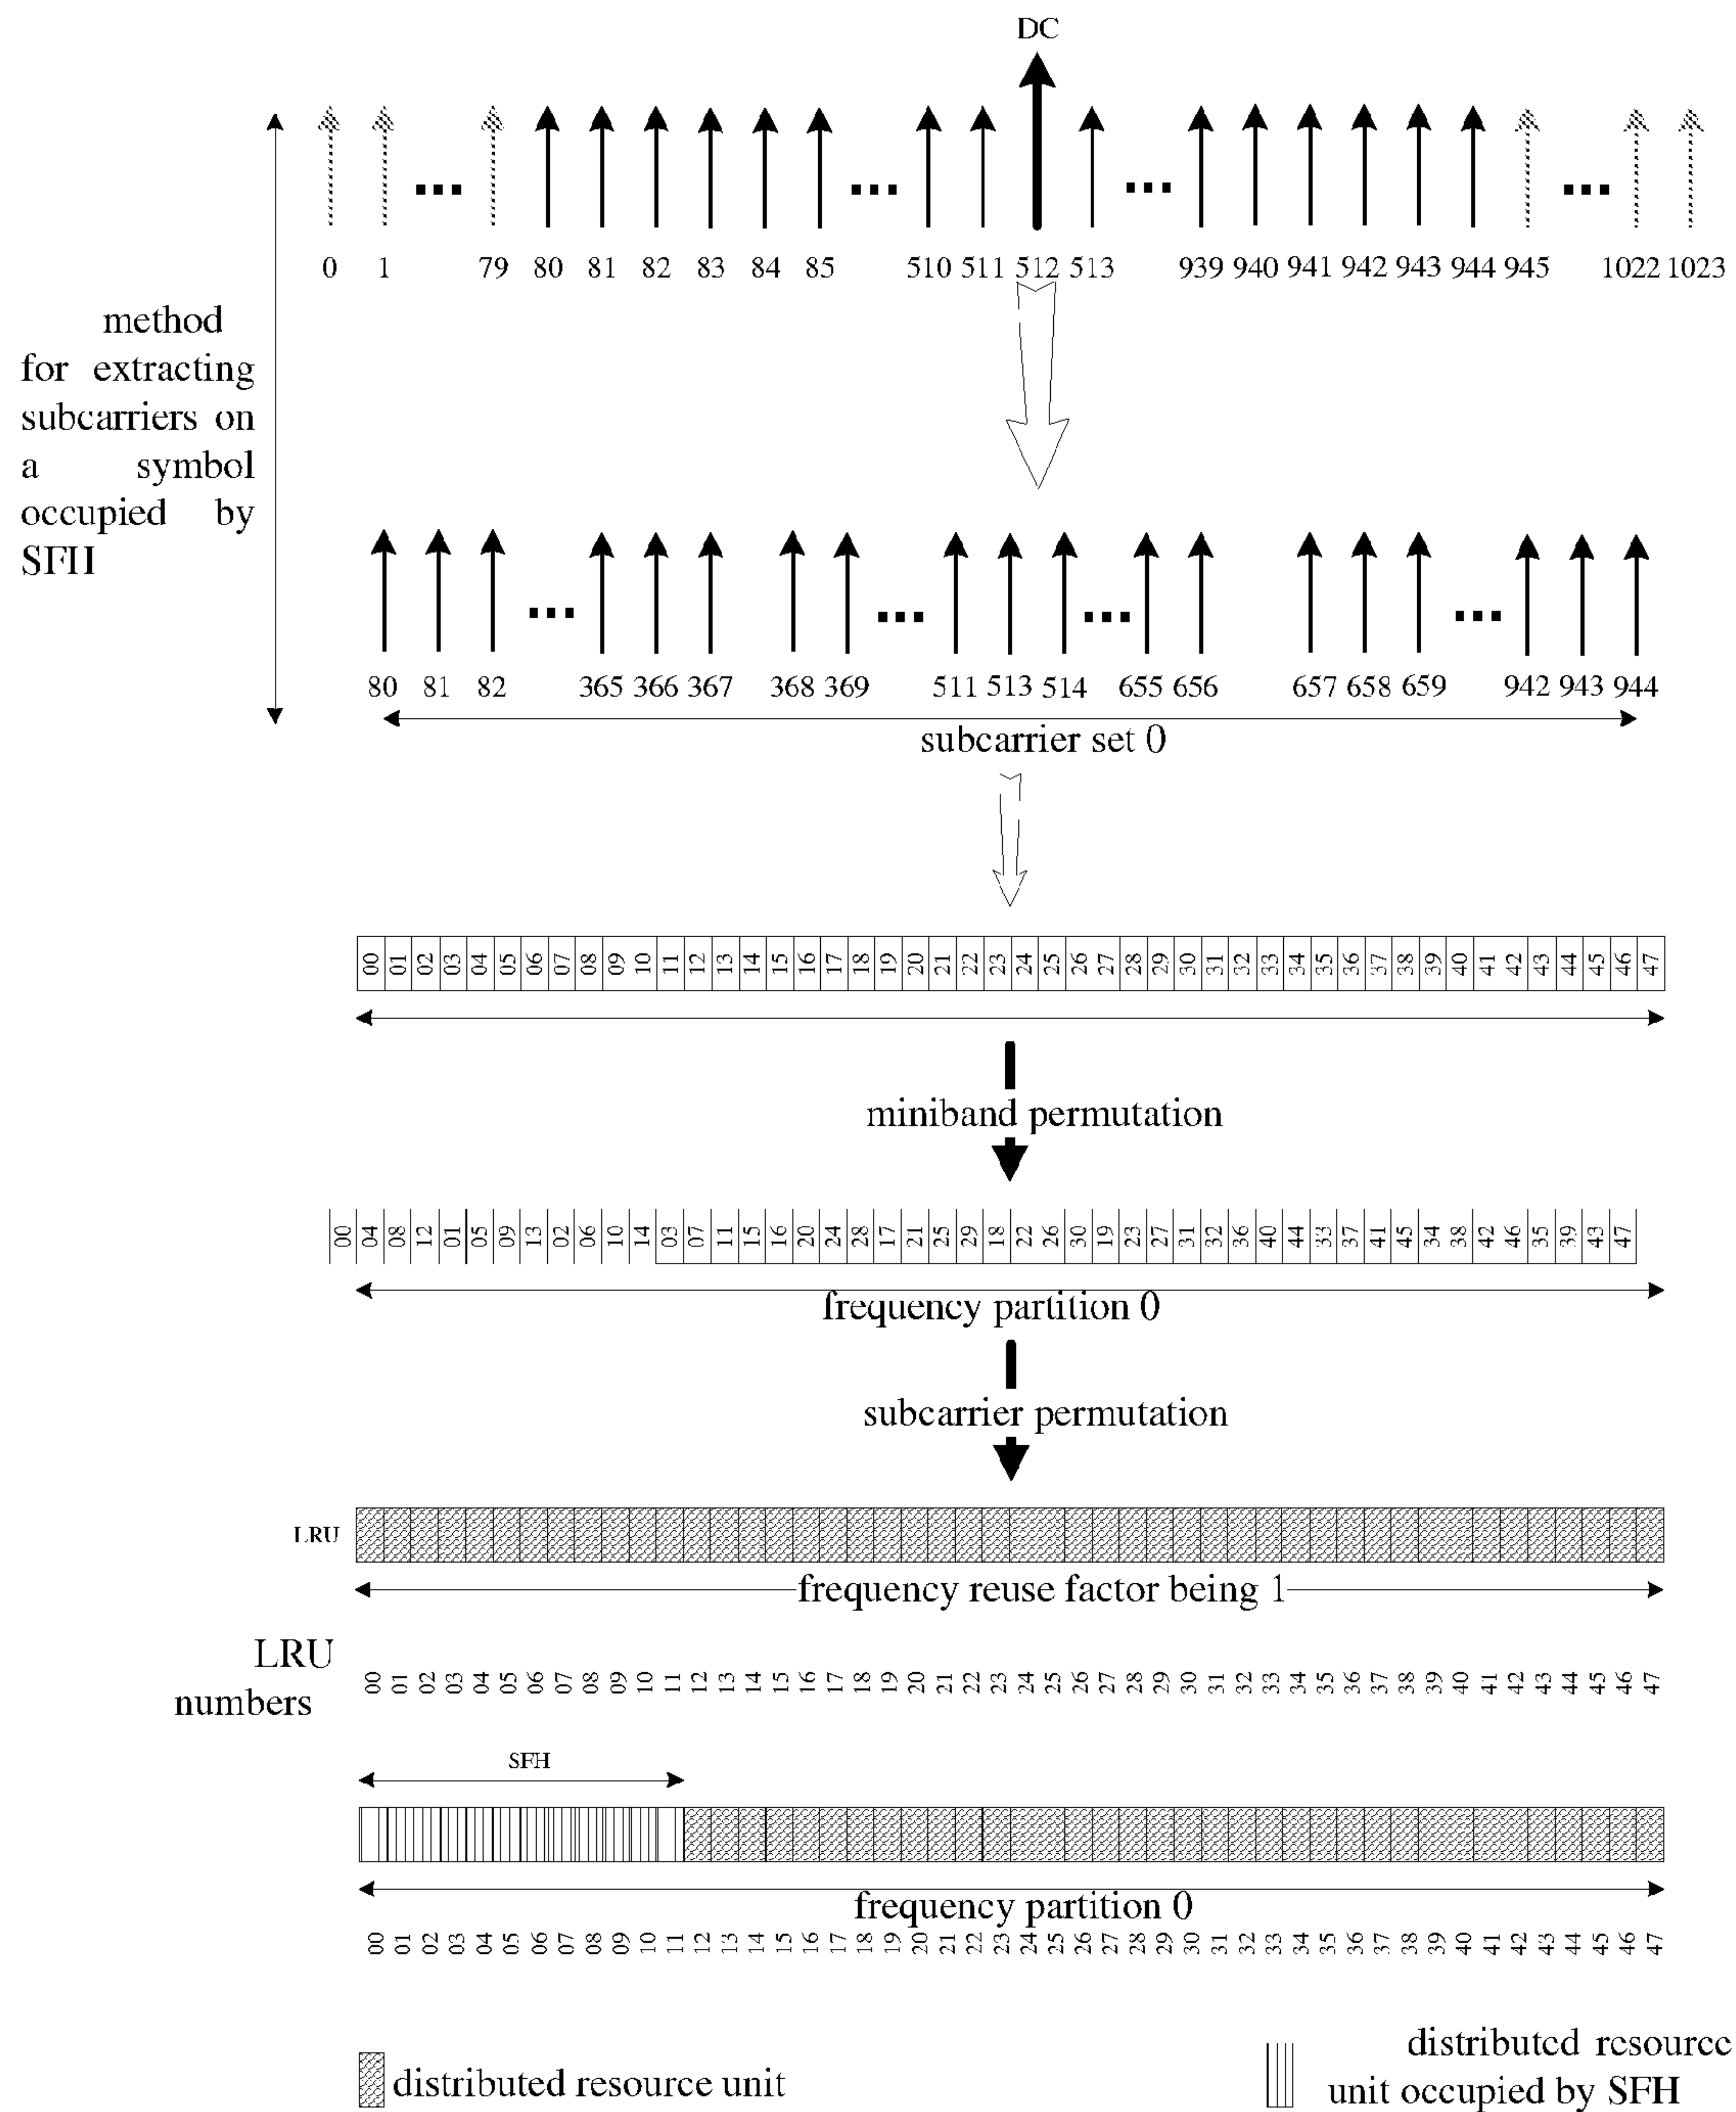 DC
0 1 ... 79 80 81 82 83 84 85 ... 510 511 512 513 ... 939 940 941 942 943 944 945 ... 1022 1023
method
for extracting
subcarriers on
a symbol
occupied by
SFH
80 81 82 ... 365 366 367 368 369 ... 511 513 514 ... 655 656 657 658 659 ... 942 943 944
subcarrier set 0
00 01 02 03 04 05 06 07 08 09 10 11 12 13 14 15 16 17 18 19 20 21 22 23 24 25 26 27 28 29 30 31 32 33 34 35 36 37 38 39 40 41 42 43 44 45 46 47
miniband permutation
00 04 08 12 01 05 09 13 02 06 10 14 03 07 11 15 16 20 24 28 17 21 25 29 18 22 26 30 19 23 27 31 32 36 40 44 33 37 41 45 34 38 42 46 35 39 43 47
frequency partition 0
subcarrier permutation
LRU
frequency reuse factor being 1
LRU
numbers
00 01 02 03 04 05 06 07 08 09 10 11 12 13 14 15 16 17 18 19 20 21 22 23 24 25 26 27 28 29 30 31 32 33 34 35 36 37 38 39 40 41 42 43 44 45 46 47
SFH
frequency partition 0
00 01 02 03 04 05 06 07 08 09 10 11 12 13 14 15 16 17 18 19 20 21 22 23 24 25 26 27 28 29 30 31 32 33 34 35 36 37 38 39 40 41 42 43 44 45 46 47
distributed resource unit
distributed resource
unit occupied by SFH